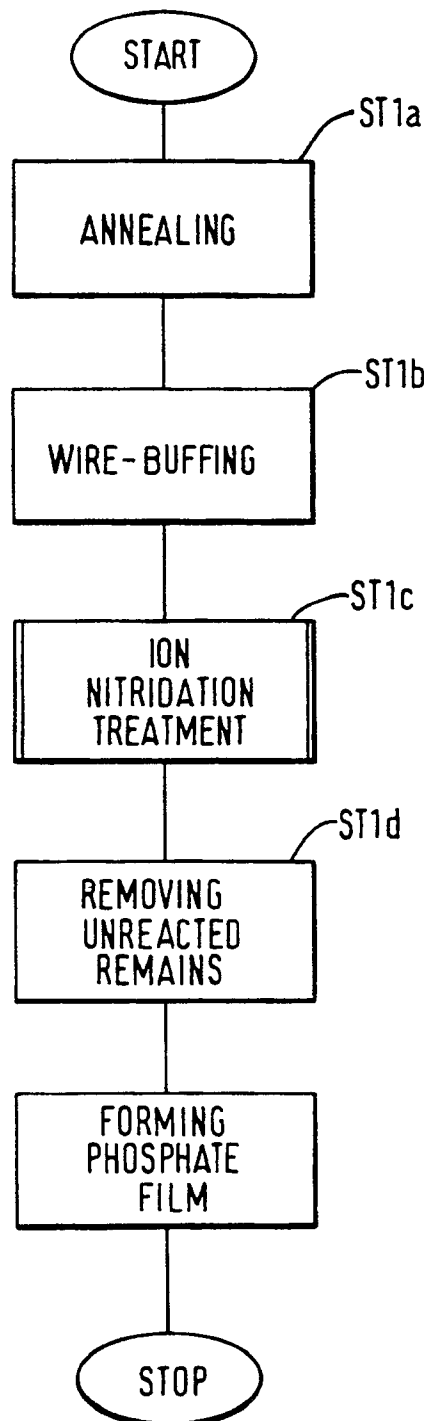 START
ST1a
ANNEALING
ST1b
WIRE-BUFFING
ST1c
ION
NITRIDATION
TREATMENT
ST1d
REMOVING
UNREACTED
REMAINS
FORMING
PHOSPHATE
FILM
STOP